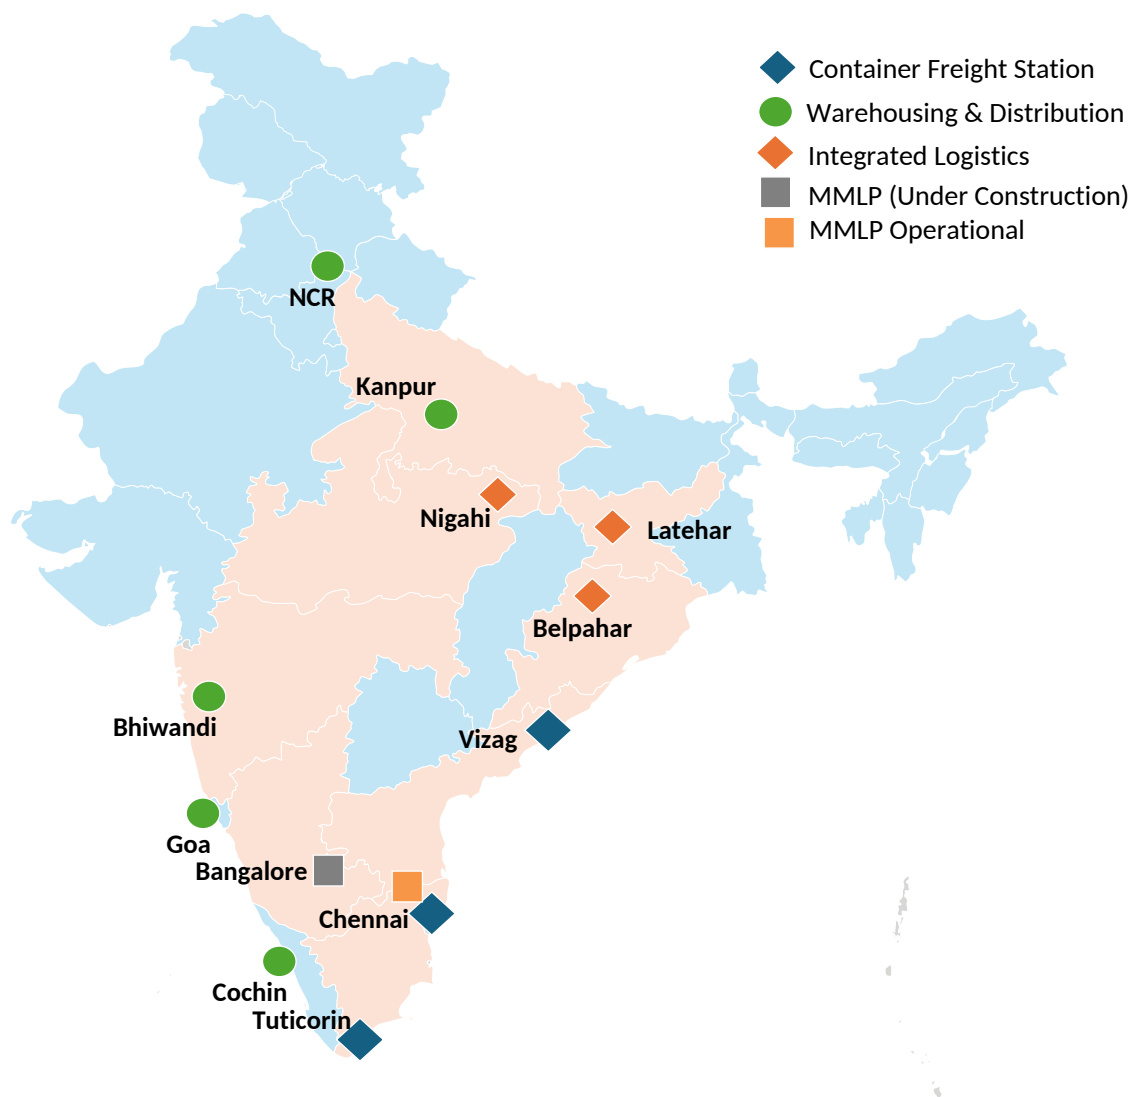 Container Freight Station
Warehousing & Distribution
Integrated Logistics
MMLP (Under Construction)
MMLP Operational
NCR
Kanpur
Nigahi
Latehar
Belpahar
Bhiwandi
Vizag
Goa
Bangalore
Chennai
Cochin
Tuticorin